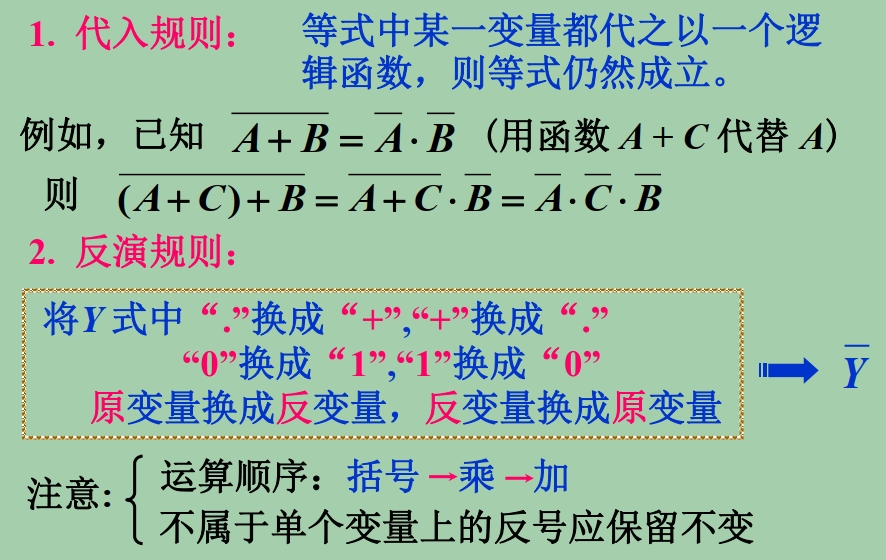 1. 代入规则： 等式中某一变量都代之以一个逻
辑函数，则等式仍然成立。
例如，已知 $\overline{A+B}=\overline{A}\cdot\overline{B}$ (用函数 A + C 代替 A)
则 $\overline{(A+C)+B}=\overline{A+C}\cdot\overline{B}=\overline{A}\cdot\overline{C}\cdot\overline{B}$
2. 反演规则：
将Y 式中“.”换成“+”,“+”换成“.”
“0”换成“1”,“1”换成“0”
原变量换成反变量，反变量换成原变量
$\overline{Y}$
注意: 运算顺序：括号→乘→加
不属于单个变量上的反号应保留不变